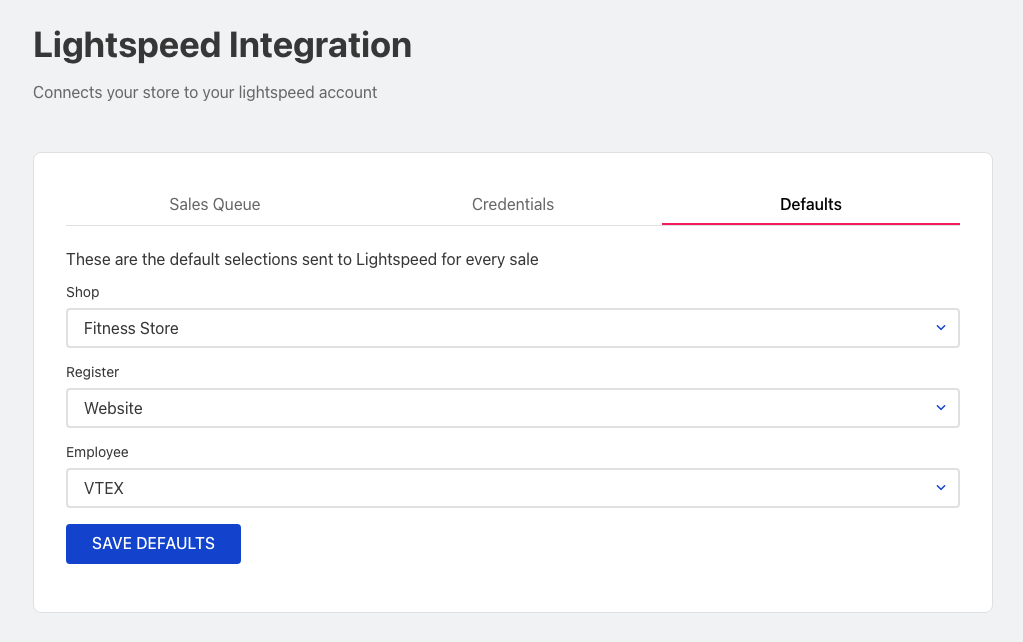 Lightspeed Integration
Connects your store to your lightspeed account
Sales Queue Credentials Defaults
These are the default selections sent to Lightspeed for every sale
Shop
Fitness Store
Register
Website
Employee
VTEX
SAVE DEFAULTS